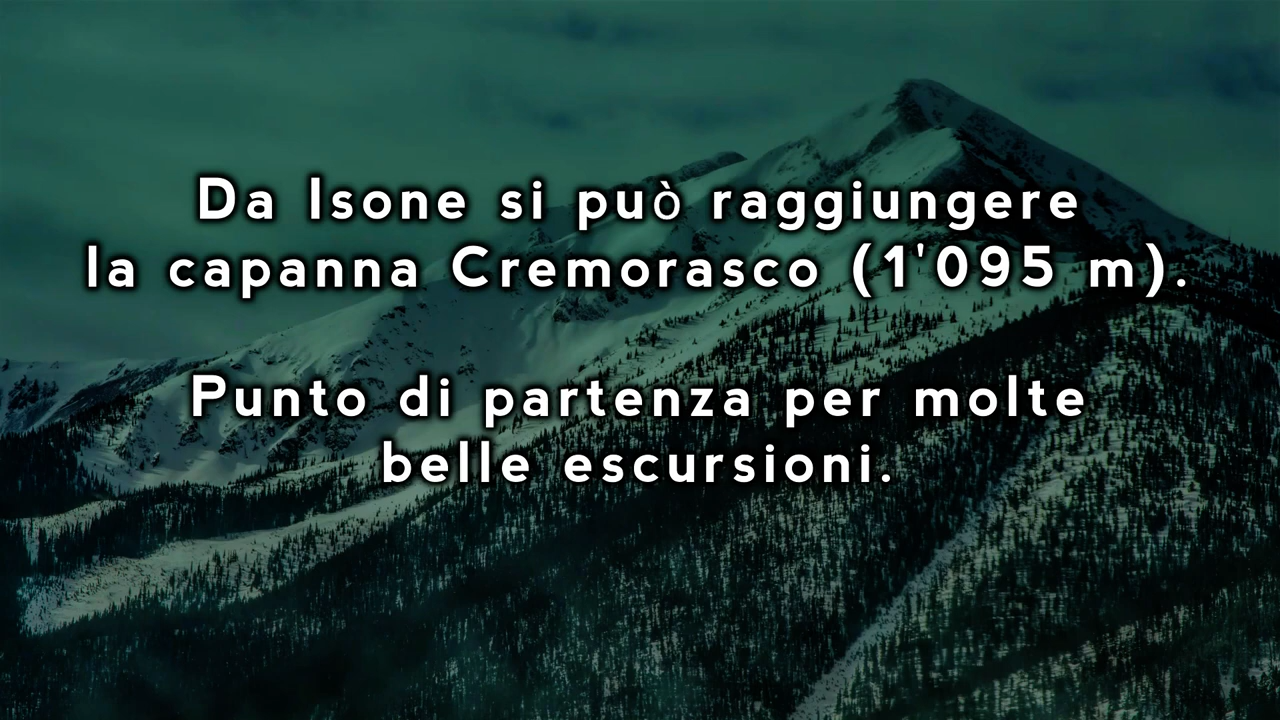 Da Isone si può raggiungere
la capanna Cremorasco (1'095 m).
Punto di partenza per molte
belle escursioni.